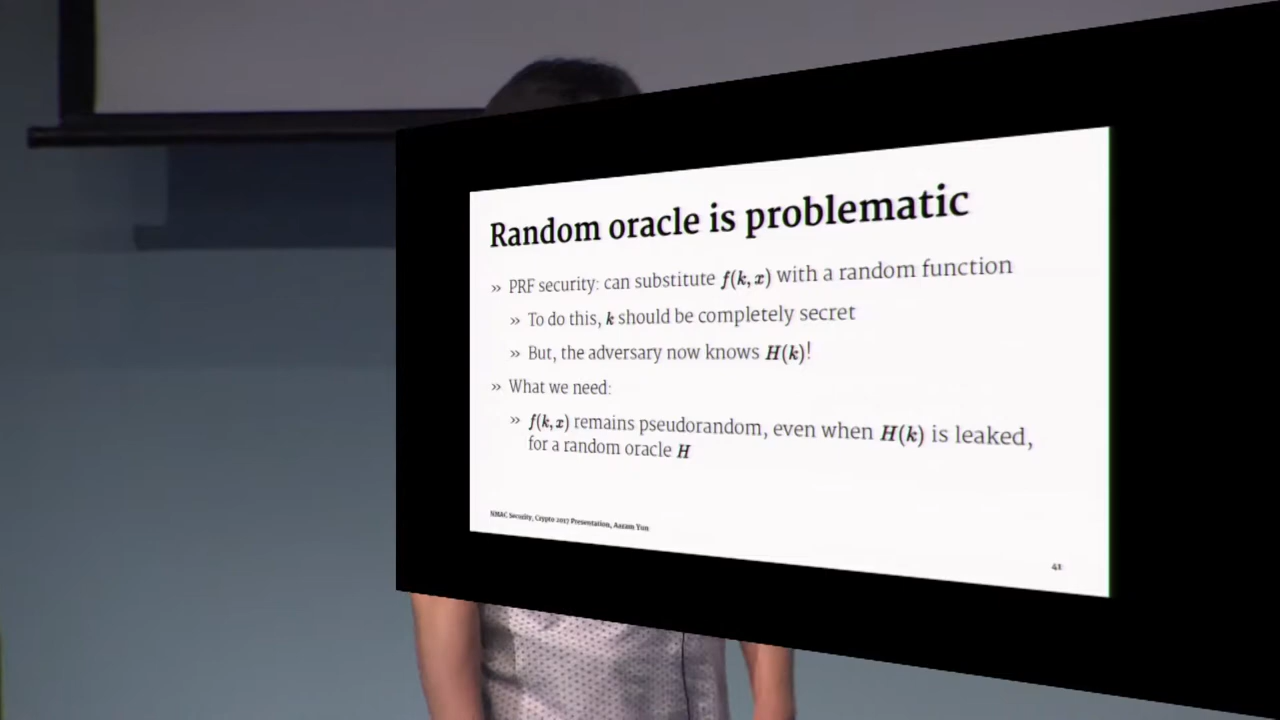 Random oracle is problematic
» PRF security: can substitute f(k, x) with a random function
» To do this, k should be completely secret
» But, the adversary now knows H(k)!
» What we need:
» f(k, x) remains pseudorandom, even when H(k) is leaked,
for a random oracle H
NMAC Security, Crypto 2017 Presentation, Aaram Yun
41